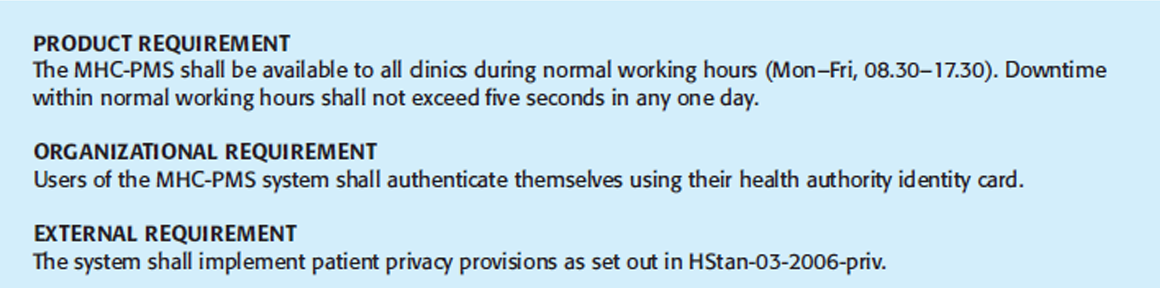 PRODUCT REQUIREMENT
The MHC-PMS shall be available to all clinics during normal working hours (Mon–Fri, 08.30–17.30). Downtime
within normal working hours shall not exceed five seconds in any one day.
ORGANIZATIONAL REQUIREMENT
Users of the MHC-PMS system shall authenticate themselves using their health authority identity card.
EXTERNAL REQUIREMENT
The system shall implement patient privacy provisions as set out in HStan-03-2006-priv.